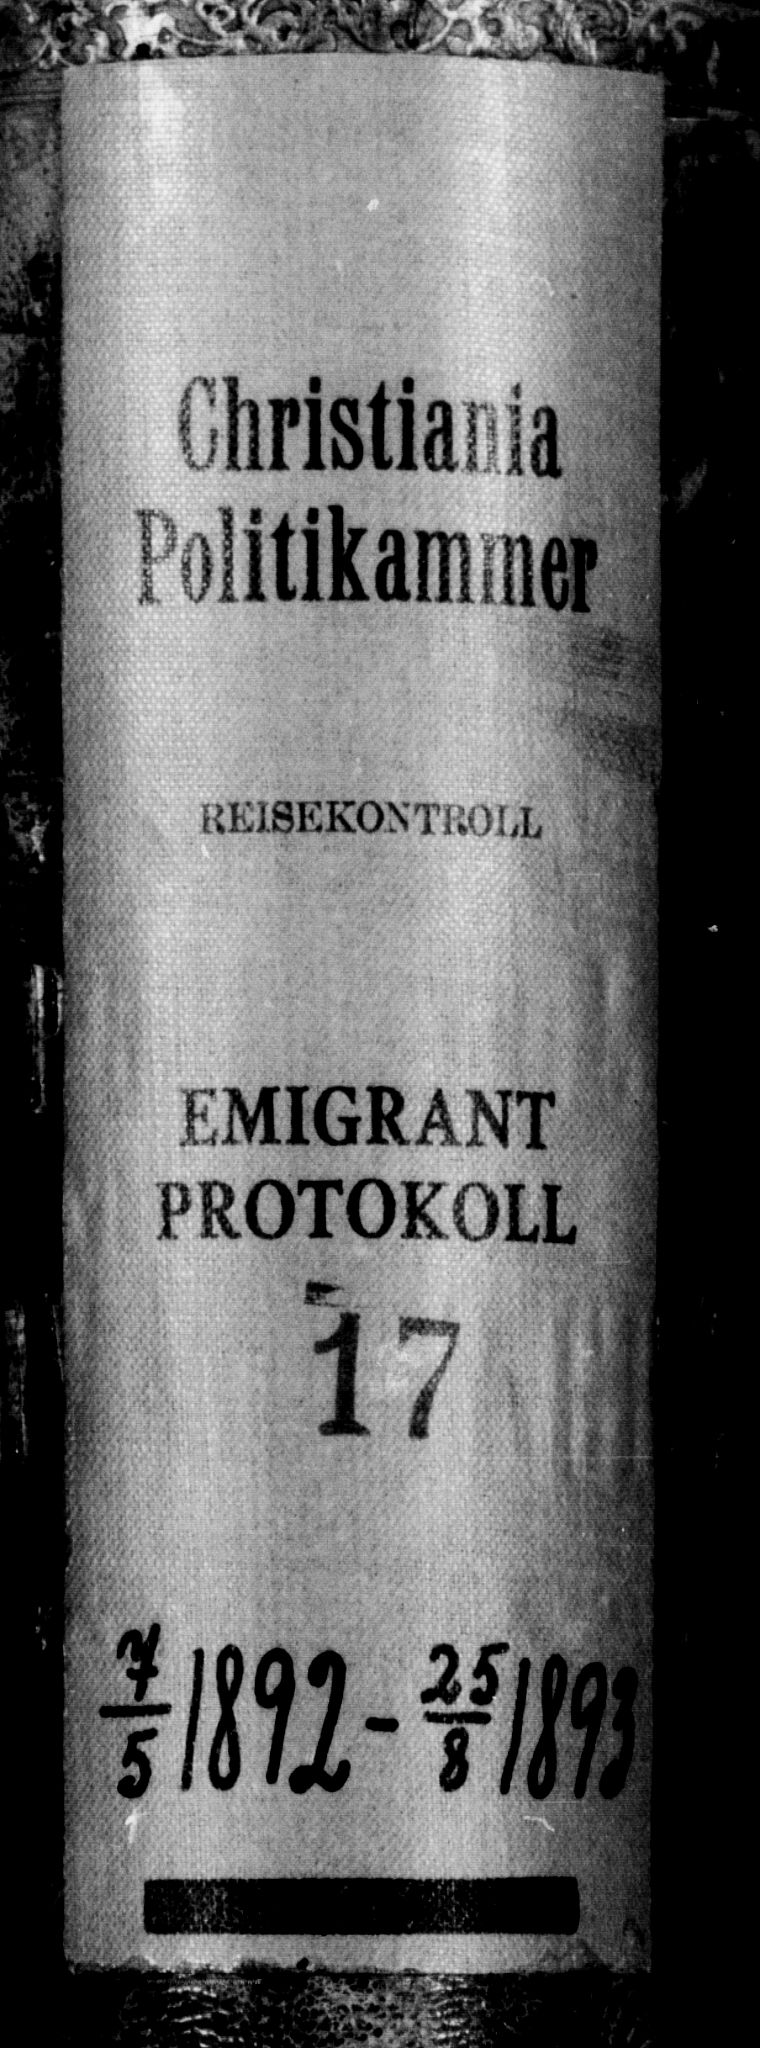 Christiania
Politikammer
REISEKONTROLL
EMIGRANT
PROTOKOLL
17
7/5 1892 - 25/8 1893